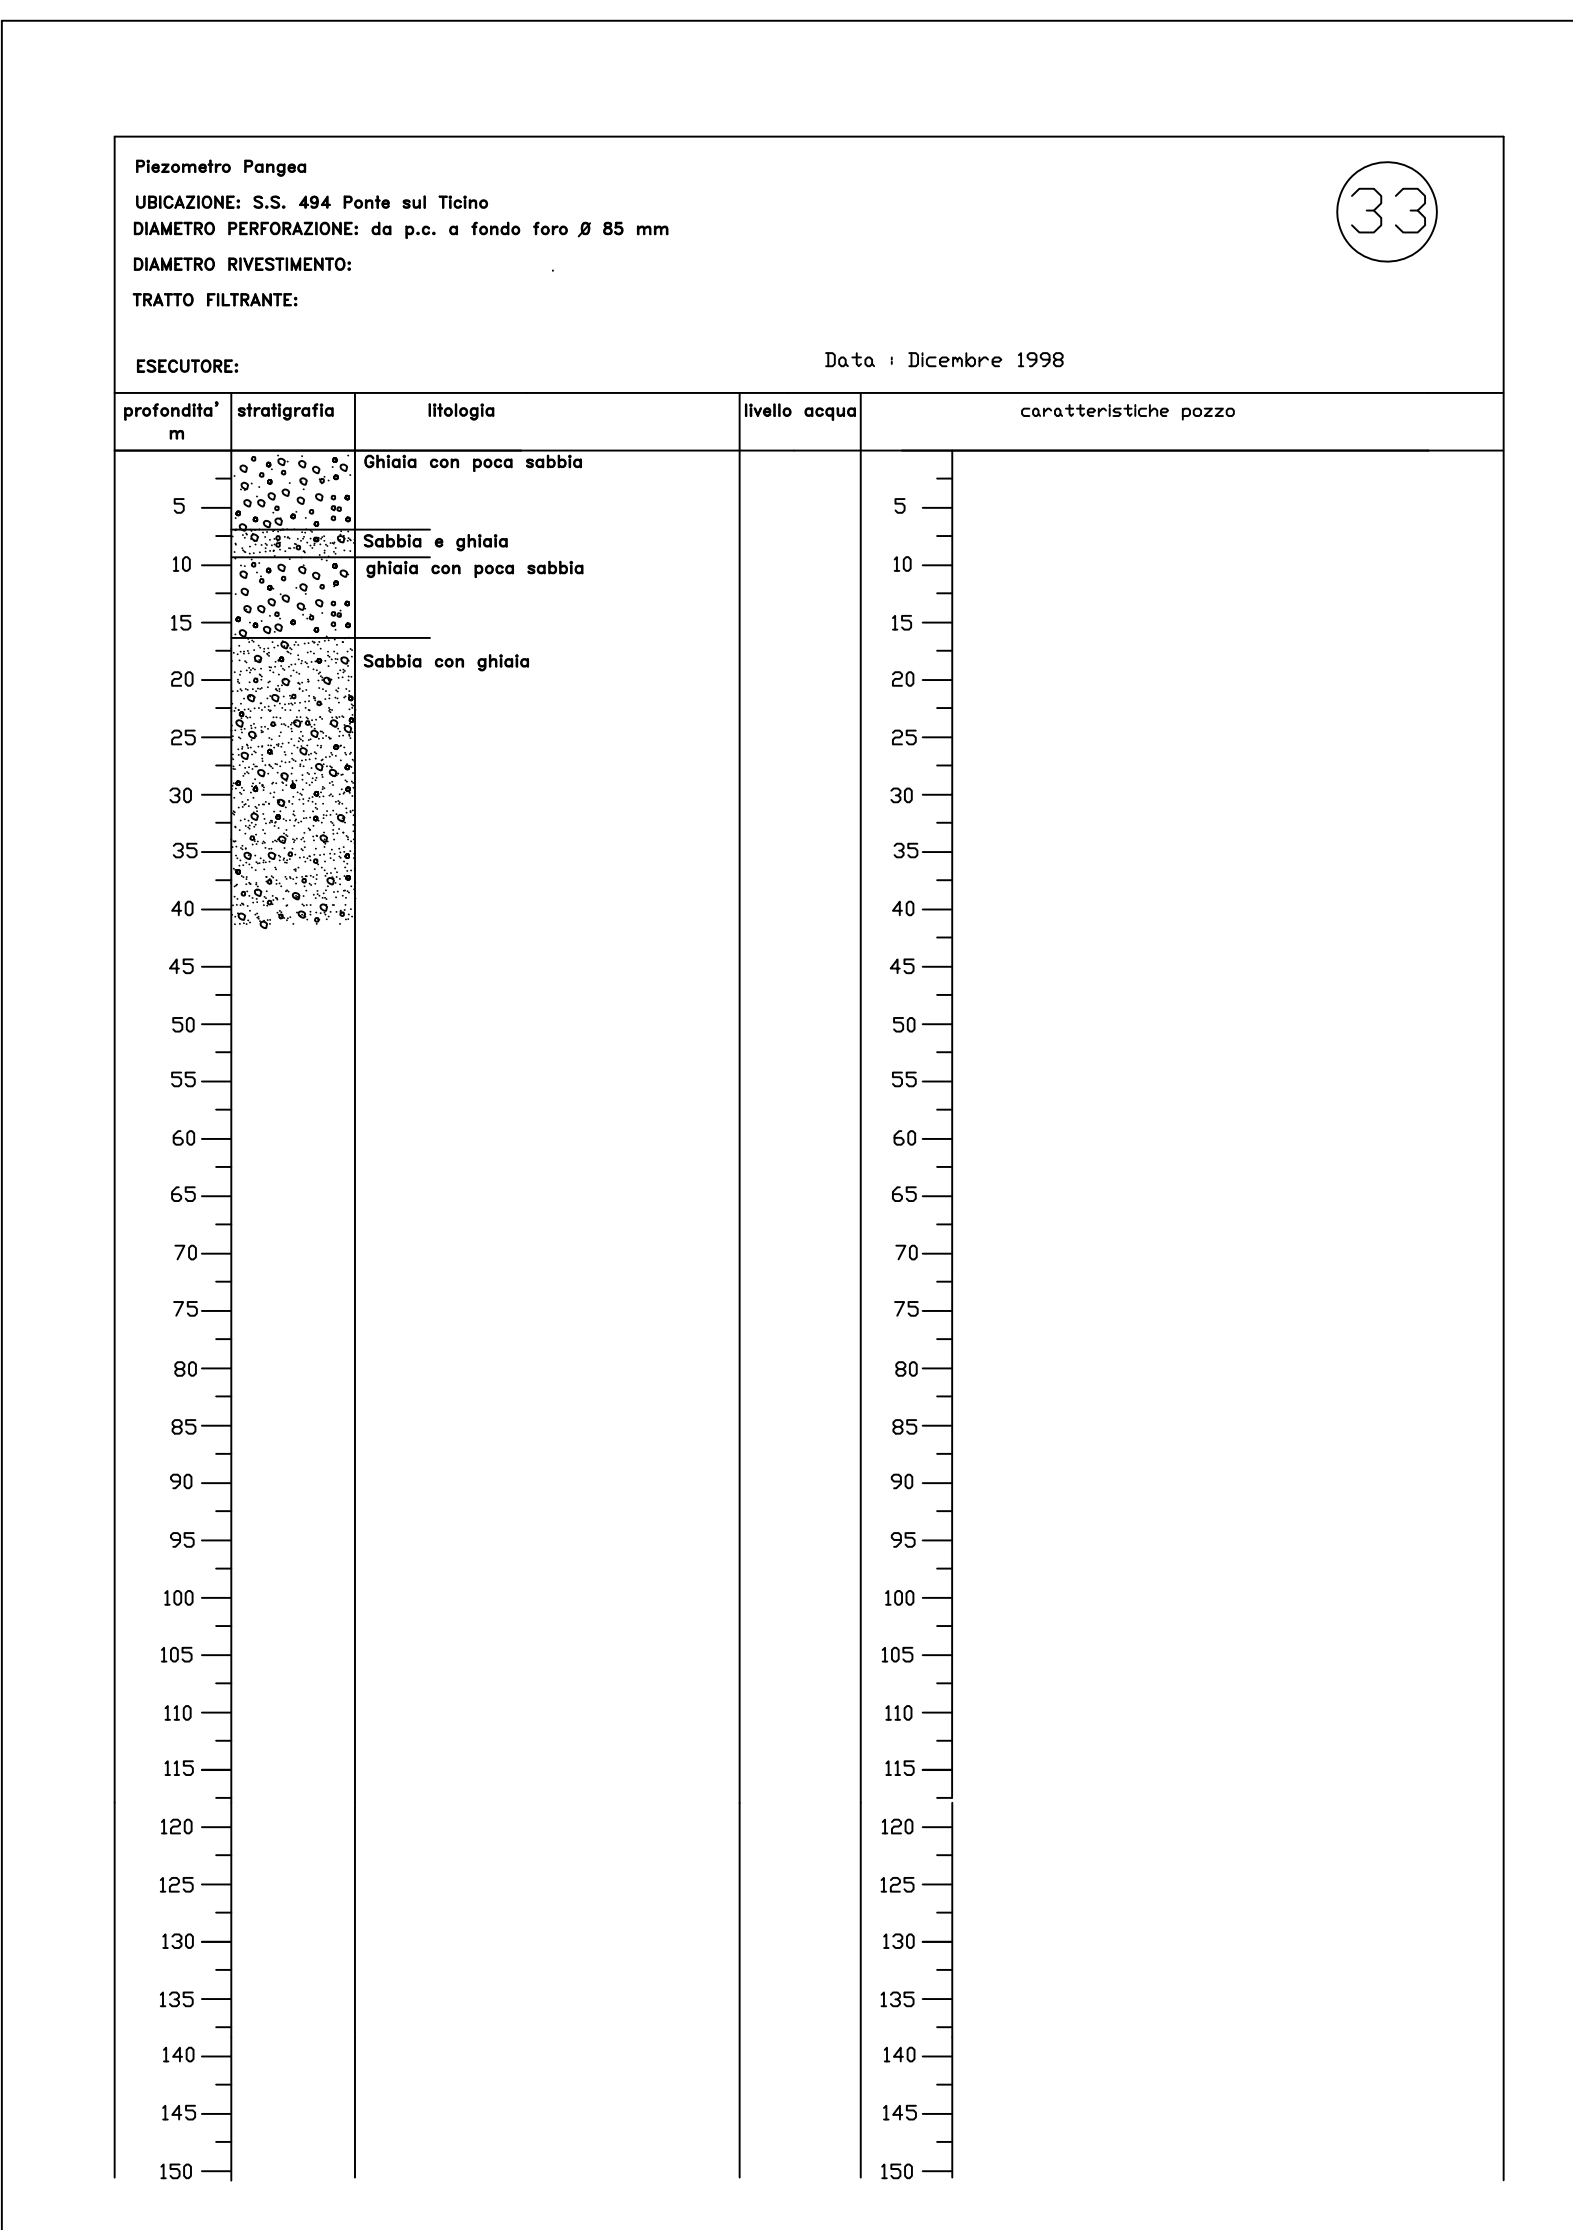 Piezometro Pangea
33
UBICAZIONE: S.S. 494 Ponte sul Ticino
DIAMETRO PERFORAZIONE: da p.c. a fondo foro Ø 85 mm
DIAMETRO RIVESTIMENTO:
TRATTO FILTRANTE:
ESECUTORE:
Data : Dicembre 1998
profondita' m
stratigrafia
litologia
livello acqua
caratteristiche pozzo
Ghiaia con poca sabbia
5 5
Sabbia e ghiaia
10 10
ghiaia con poca sabbia
15 15
Sabbia con ghiaia
20 20
25 25
30 30
35 35
40 40
45 45
50 50
55 55
60 60
65 65
70 70
75 75
80 80
85 85
90 90
95 95
100 100
105 105
110 110
115 115
120 120
125 125
130 130
135 135
140 140
145 145
150 150